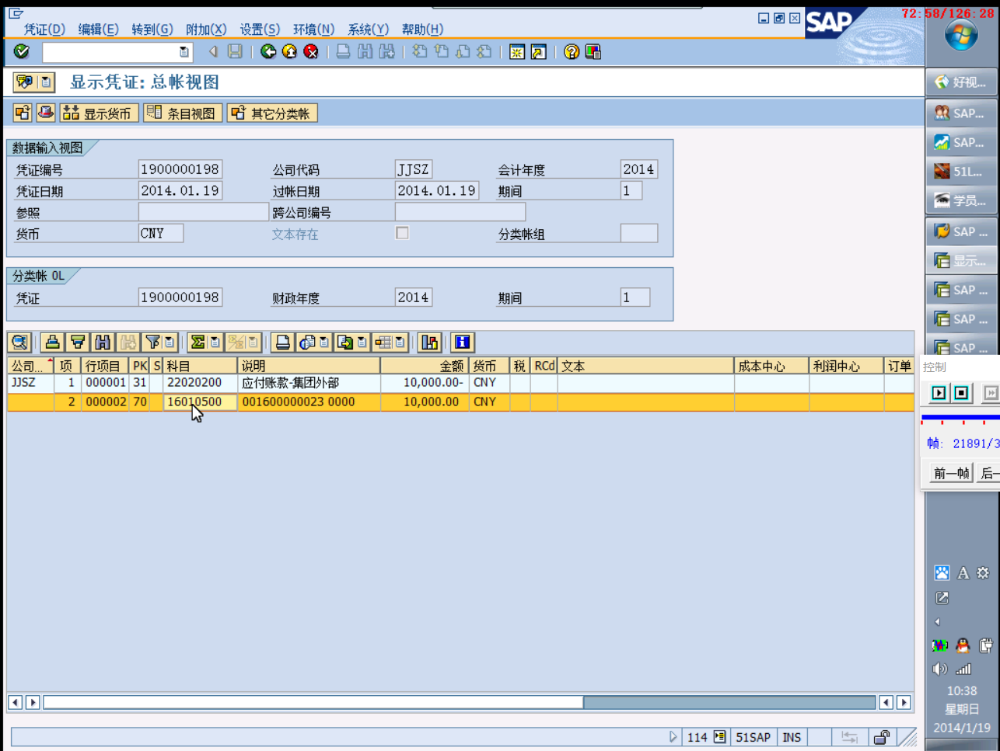 72:58/126:28
凭证(D) 编辑(E) 转到(G) 附加(X) 设置(S) 环境(N) 系统(Y) 帮助(H)
SAP
显示凭证: 总帐视图
显示货币 条目视图 其它分类帐
数据输入视图
凭证编号 1900000198 公司代码 JJSZ 会计年度 2014
凭证日期 2014.01.19 过帐日期 2014.01.19 期间 1
参照 跨公司编号
货币 CNY 文本存在 分类帐组
分类帐 0L
凭证 1900000198 财政年度 2014 期间 1
公司... 项 行项目 PK S 科目 说明 金额 货币 税 RCd 文本 成本中心 利润中心 订单
JJSZ 1 000001 31 22020200 应付账款-集团外部 10,000.00- CNY
2 000002 70 16010500 001600000023 0000 10,000.00 CNY
114 51SAP INS
好视...
SAP...
SAP...
51L...
学员...
SAP ...
显示...
SAP ...
SAP ...
SAP ...
控制
帧: 21891/3
前一帧 后一
A
10:38
星期日
2014/1/19